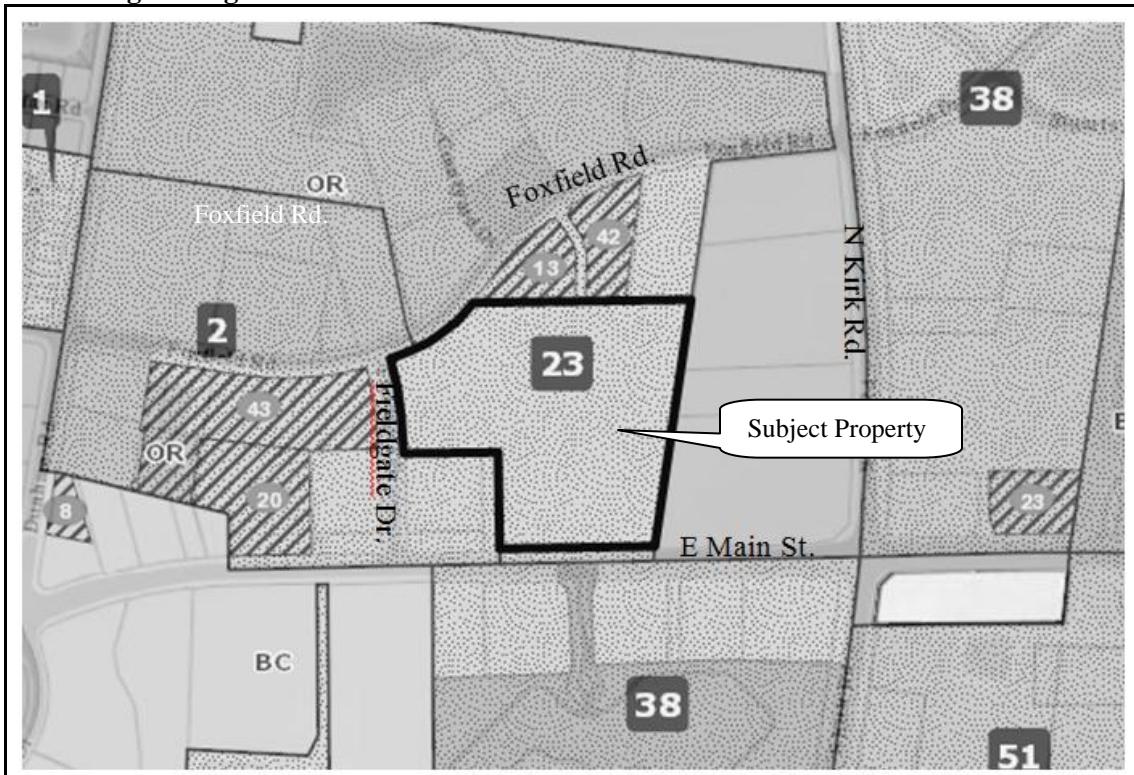 1
38
OR
Foxfield Rd.
Foxfield Rd.
42
13
N Kirk Rd.
2
23
43
Fieldgate Dr.
Subject Property
OR
20
8
23
E Main St.
BC
38
51